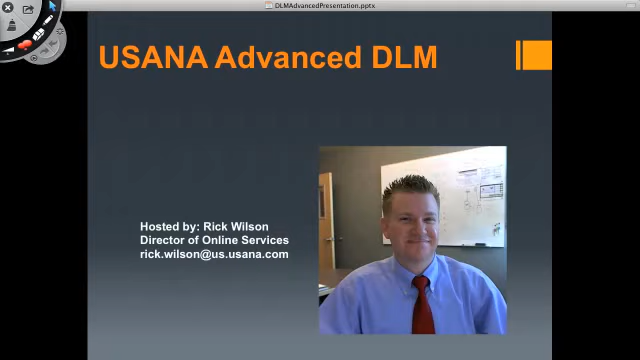 DLMAdvancedPresentation.pptx
USANA Advanced DLM
Hosted by: Rick Wilson
Director of Online Services
rick.wilson@us.usana.com